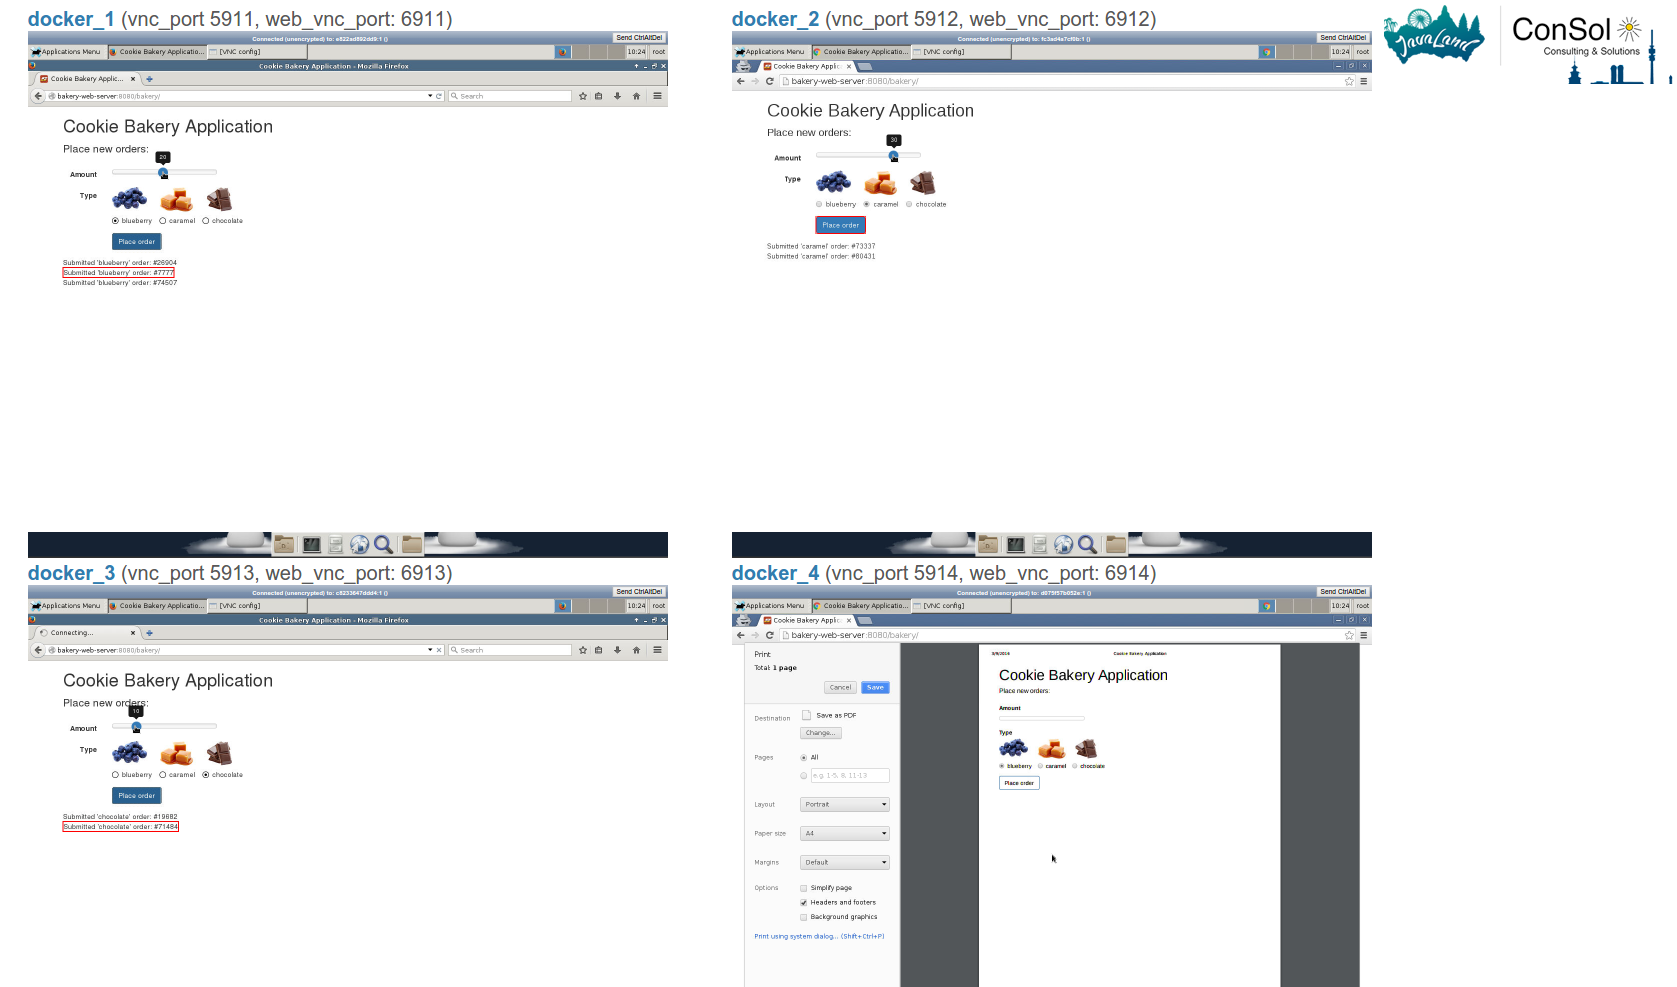 docker_1 (vnc_port 5911, web_vnc_port: 6911)
Connected (unencrypted) to: e822ad892dd9:1 ()
Send CtrlAltDel
Applications Menu
Cookie Bakery Applicatio...
[VNC config]
10:24
root
Cookie Bakery Application - Mozilla Firefox
Cookie Bakery Applic...
bakery-web-server:8080/bakery/
Search
Cookie Bakery Application
Place new orders:
20
Amount
Type
blueberry
caramel
chocolate
Place order
Submitted 'blueberry' order: #26904
Submitted 'blueberry' order: #7777
Submitted 'blueberry' order: #74507
docker_2 (vnc_port 5912, web_vnc_port: 6912)
Connected (unencrypted) to: fc3ad4a7cf0b:1 ()
Send CtrlAltDel
Applications Menu
Cookie Bakery Applicatio...
[VNC config]
10:24
root
Cookie Bakery Applic
bakery-web-server:8080/bakery/
Cookie Bakery Application
Place new orders:
30
Amount
Type
blueberry
caramel
chocolate
Place order
Submitted 'caramel' order: #73337
Submitted 'caramel' order: #80431
JavaLand
ConSol
Consulting & Solutions
docker_3 (vnc_port 5913, web_vnc_port: 6913)
Connected (unencrypted) to: c8233847ddd4:1 ()
Send CtrlAltDel
Applications Menu
Cookie Bakery Applicatio...
[VNC config]
10:24
root
Cookie Bakery Application - Mozilla Firefox
Connecting...
bakery-web-server:8080/bakery/
Search
Cookie Bakery Application
Place new orders:
10
Amount
Type
blueberry
caramel
chocolate
Place order
Submitted 'chocolate' order: #19682
Submitted 'chocolate' order: #71484
docker_4 (vnc_port 5914, web_vnc_port: 6914)
Connected (unencrypted) to: d075f57b052a:1 ()
Send CtrlAltDel
Applications Menu
Cookie Bakery Applicatio...
[VNC config]
10:24
root
Cookie Bakery Applic
bakery-web-server:8080/bakery/
Print
Total: 1 page
Cancel
Save
Destination
Save as PDF
Change...
Pages
All
e.g. 1-5, 8, 11-13
Layout
Portrait
Paper size
A4
Margins
Default
Options
Simplify page
Headers and footers
Background graphics
Print using system dialog... (Shift+Ctrl+P)
Cookie Bakery Application
Cookie Bakery Application
Place new orders:
Amount
Type
blueberry
caramel
chocolate
Place order